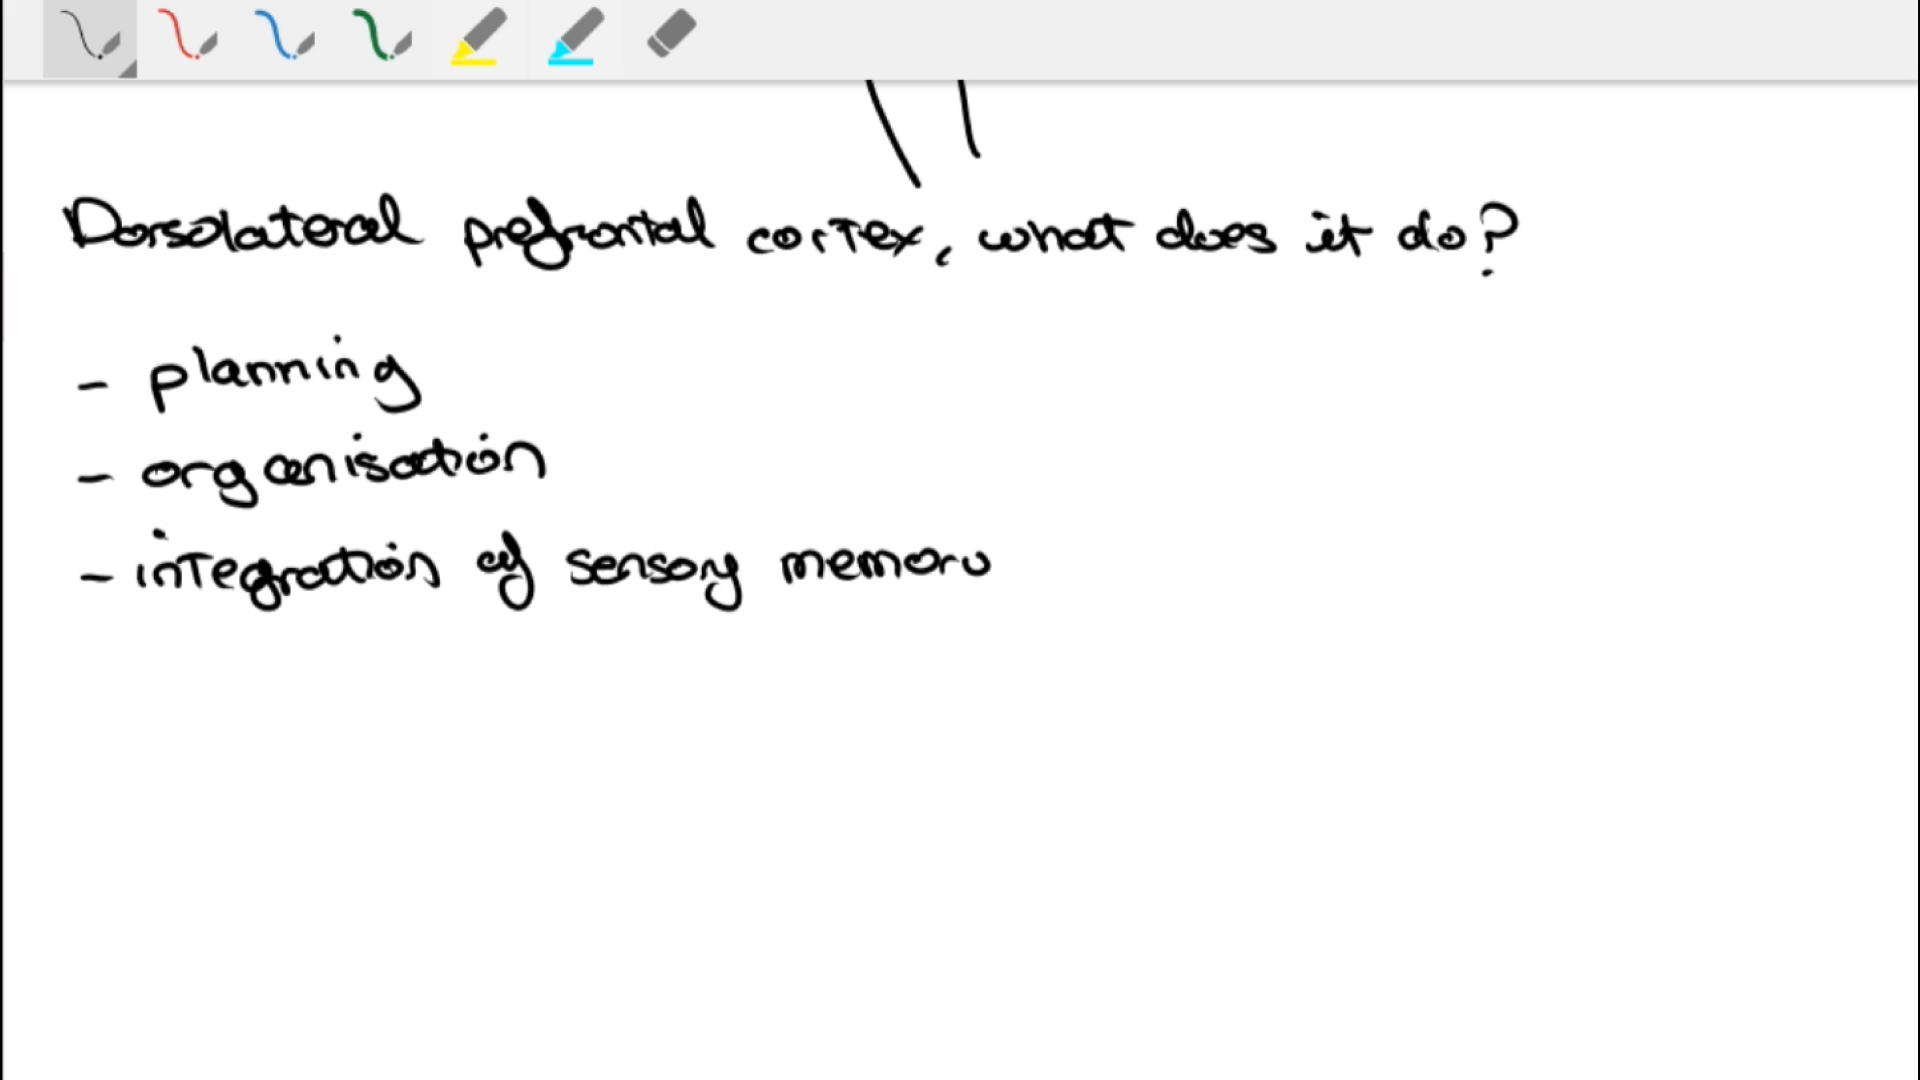 Dorsolateral prefrontal cortex, what does it do?
- planning
- organisation
- integration of sensory memory